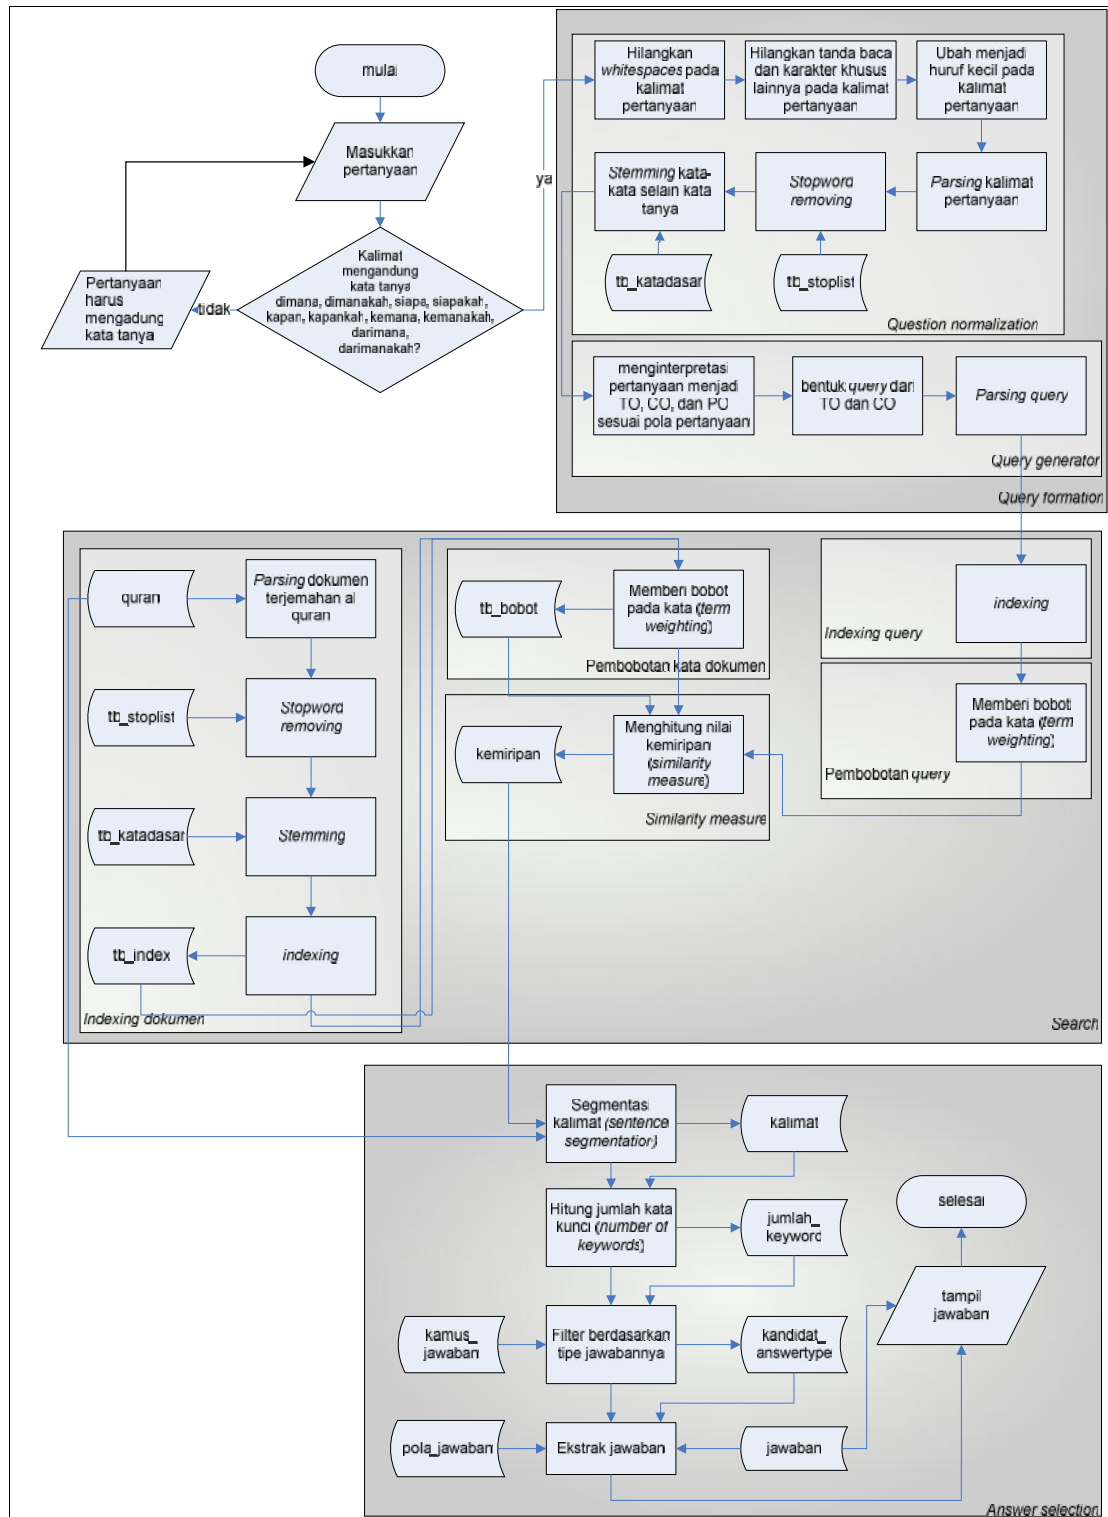 mulai
Masukkan
pertanyaan
Kalimat
mengandung
kata tanya
dimana, dimanakah, siapa, siapakah,
kapan, kapankah, kemana, kemanakah,
darimana,
darimanakah?
tidak
Pertanyaan
harus
mengadung
kata tanya
ya
Hilangkan
whitespaces pada
kalimat
pertanyaan
Hilangkan tanda baca
dan karakter khusus
lainnya pada kalimat
pertanyaan
Ubah menjadi
huruf kecil pada
kalimat
pertanyaan
Stemming kata-
kata selain kata
tanya
Stopword
removing
Parsing kalimat
pertanyaan
tb_katadasar
tb_stoplist
Question normalization
menginterpretasi
pertanyaan menjadi
TO, CO, dan PO
sesuai pola pertanyaan
bentuk query dari
TO dan CO
Parsing query
Query generator
Query formation
quran
Parsing dokumen
terjemahan al
quran
tb_stoplist
Stopword
removing
tb_katadasar
Stemming
tb_index
indexing
Indexing dokumen
tb_bobot
Memberi bobot
pada kata (term
weighting)
Pembobotan kata dokumen
kemiripan
Menghitung nilai
kemiripan
(similarity
measure)
Similarity measure
indexing
Indexing query
Memberi bobot
pada kata (term
weighting)
Pembobotan query
Search
Segmentasi
kalimat (sentence
segmentation)
kalimat
Hitung jumlah kata
kunci (number of
keywords)
jumlah_
keyword
selesai
kamus_
jawaban
Filter berdasarkan
tipe jawabannya
kandidat_
answertype
tampil
jawaban
pola_jawaban
Ekstrak jawaban
jawaban
Answer selection